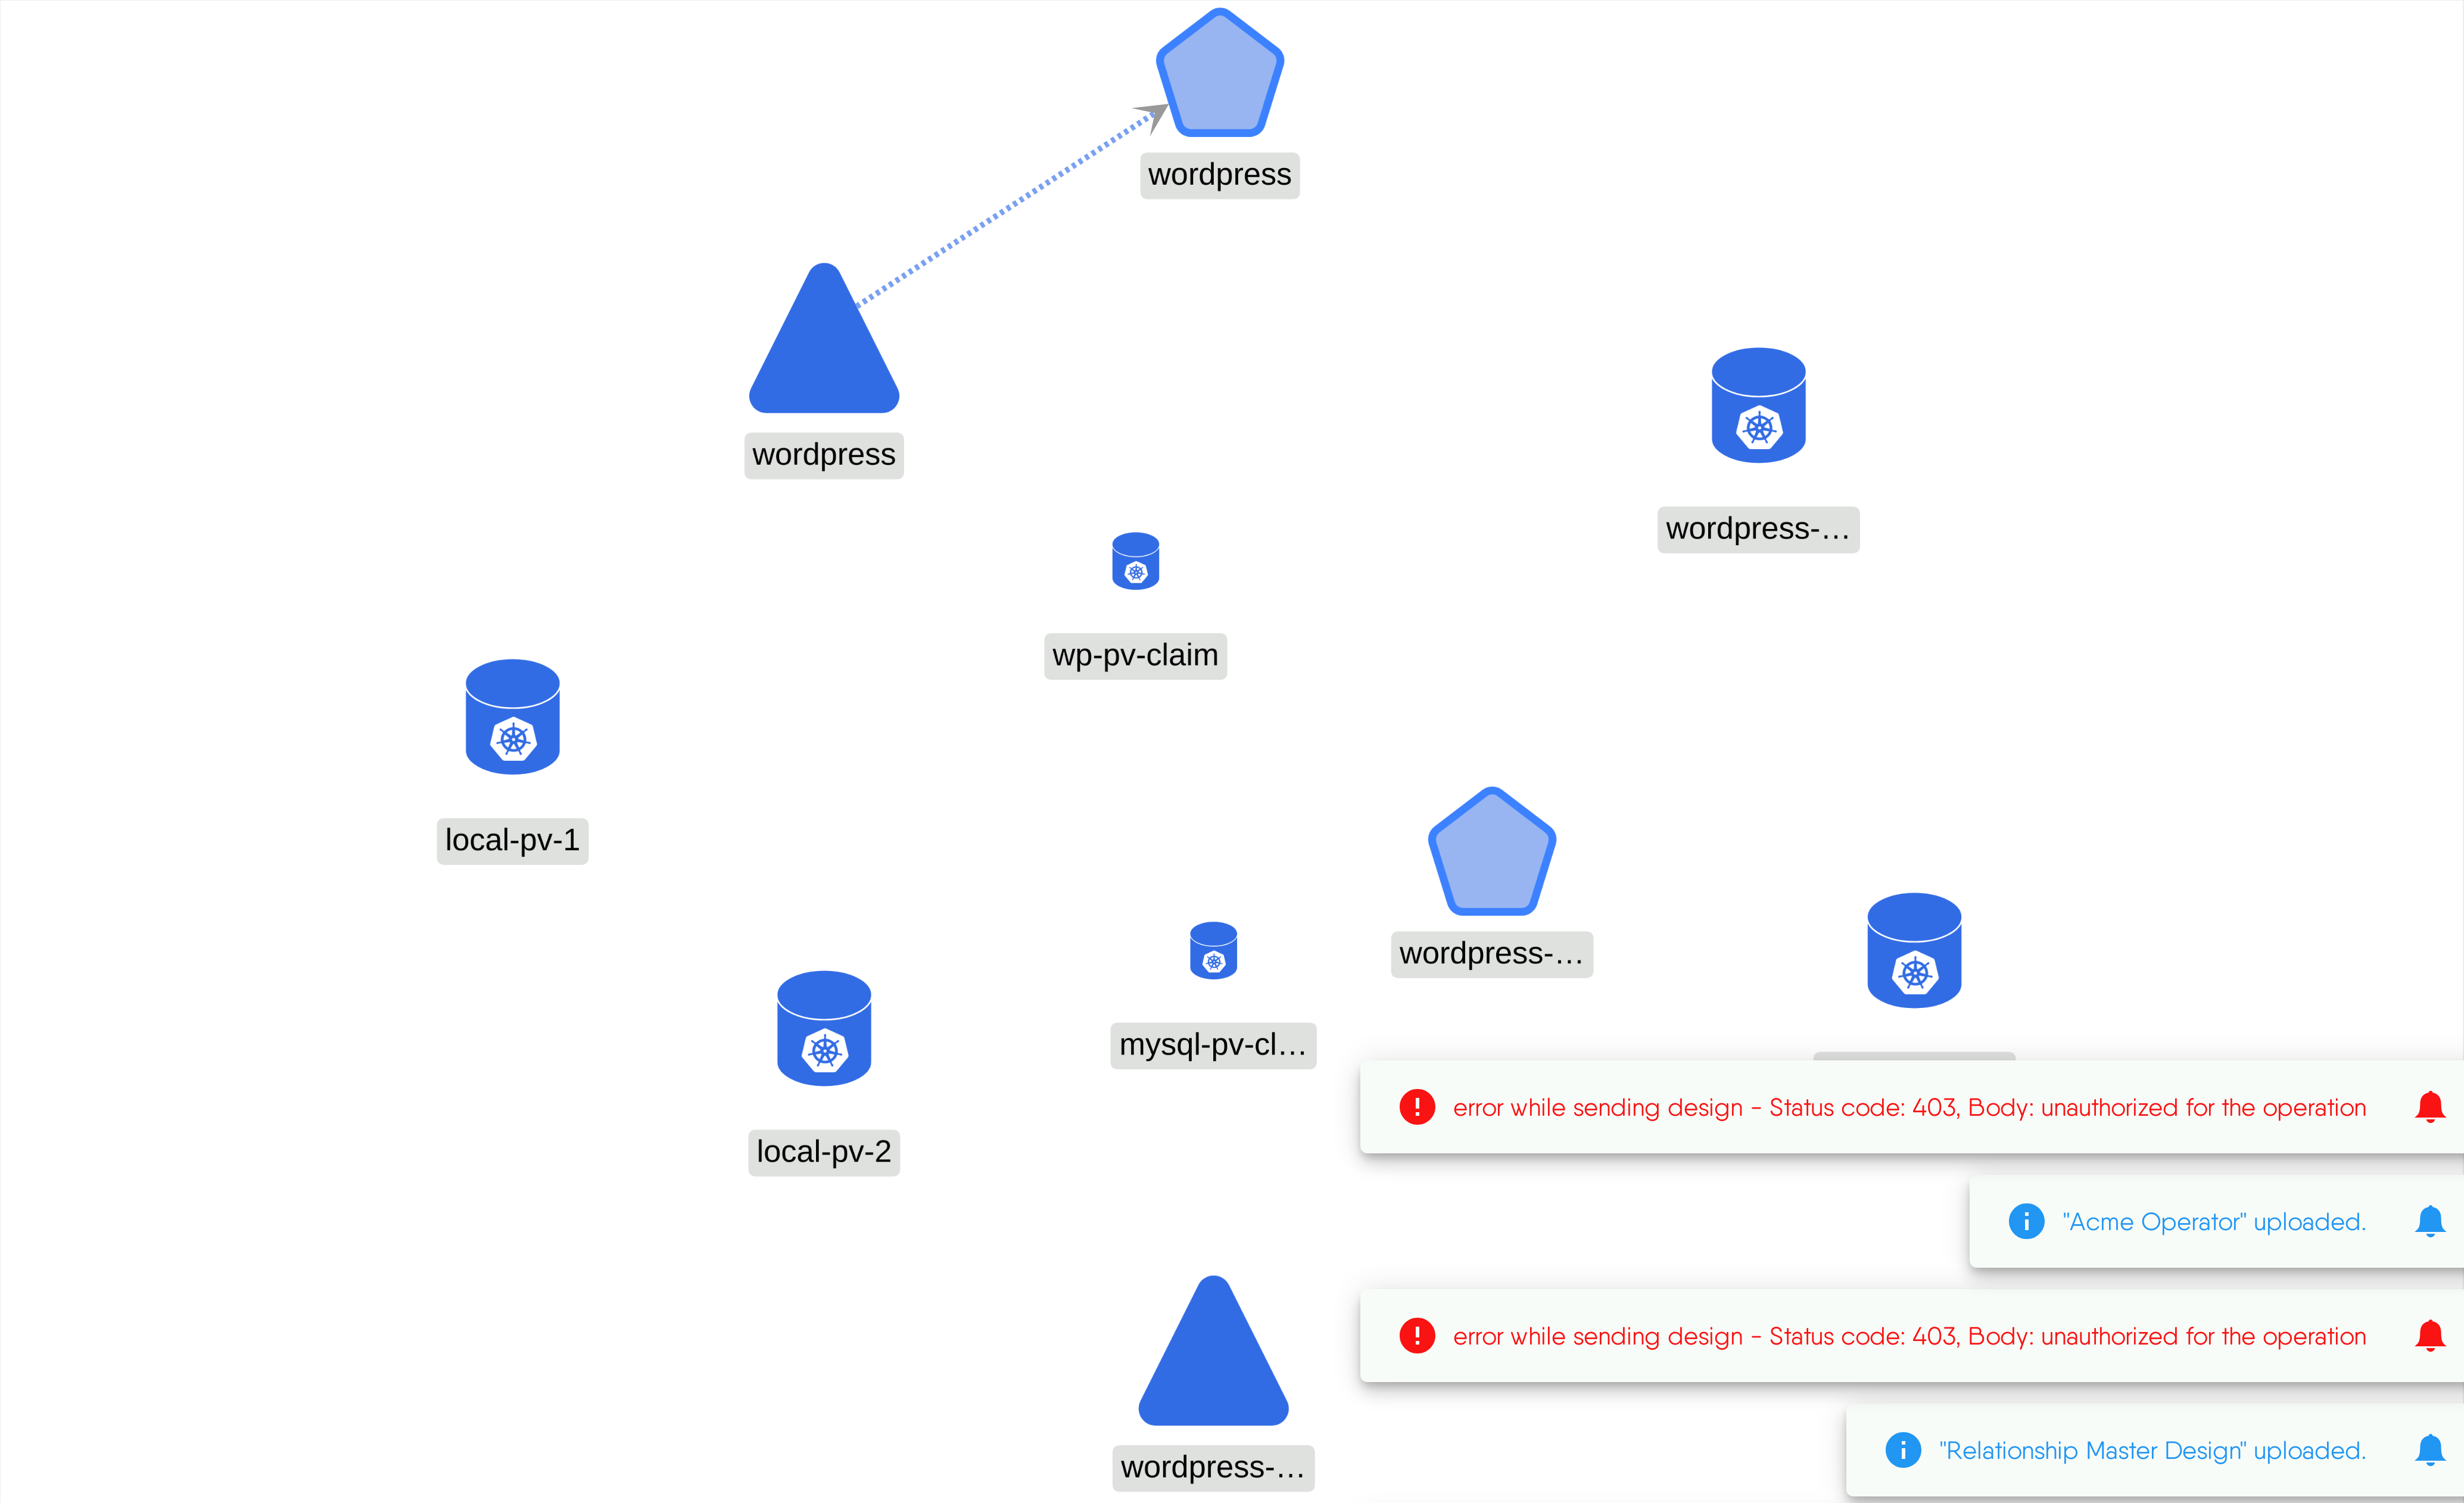 wordpress
wordpress
wordpress-...
wp-pv-claim
local-pv-1
wordpress-...
mysql-pv-cl...
local-pv-2
error while sending design - Status code: 403, Body: unauthorized for the operation
"Acme Operator" uploaded.
error while sending design - Status code: 403, Body: unauthorized for the operation
"Relationship Master Design" uploaded.
wordpress-...